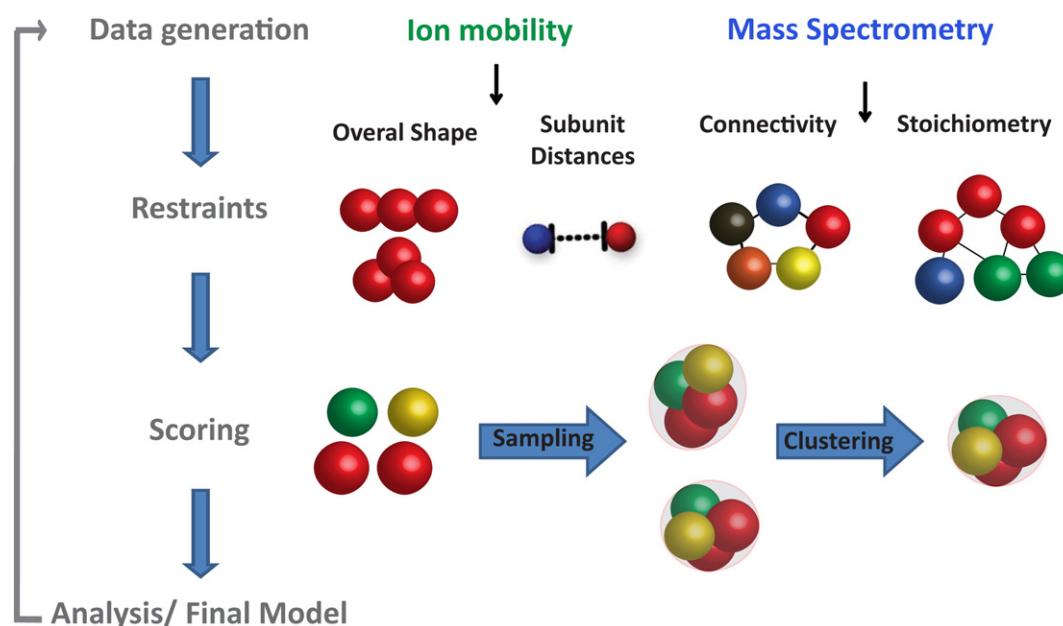 Data generation
Ion mobility
Mass Spectrometry
Overal Shape
Subunit
Distances
Connectivity
Stoichiometry
Restraints
Scoring
Sampling
Clustering
Analysis/ Final Model